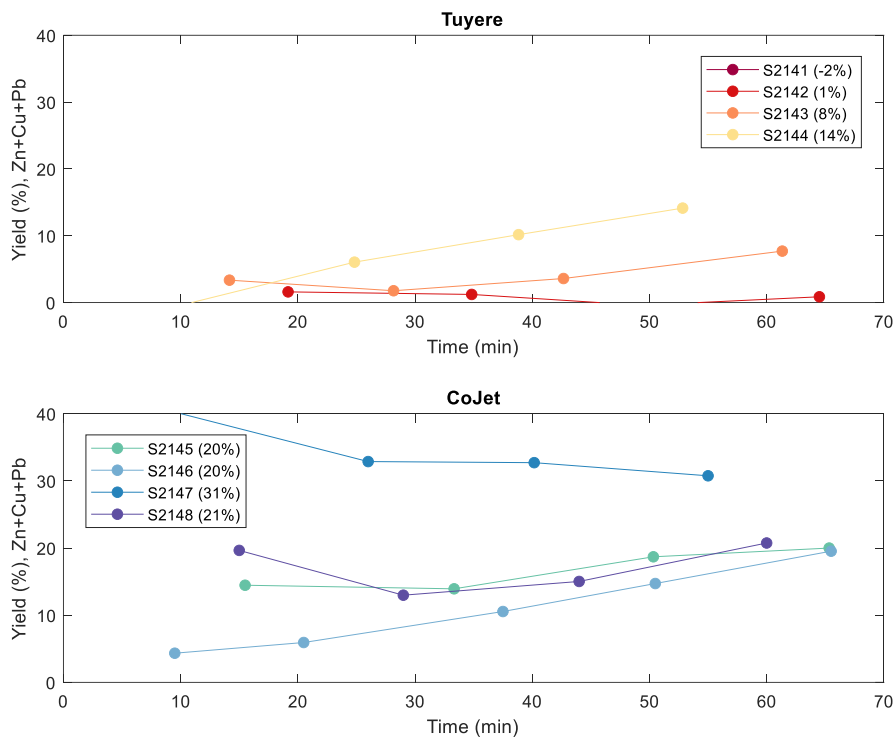 Tuyere
40
30
20
10
0
Yield (%), Zn+Cu+Pb
S2141 (-2%)
S2142 (1%)
S2143 (8%)
S2144 (14%)
0 10 20 30 40 50 60 70
Time (min)
CoJet
40
30
20
10
0
Yield (%), Zn+Cu+Pb
S2145 (20%)
S2146 (20%)
S2147 (31%)
S2148 (21%)
0 10 20 30 40 50 60 70
Time (min)